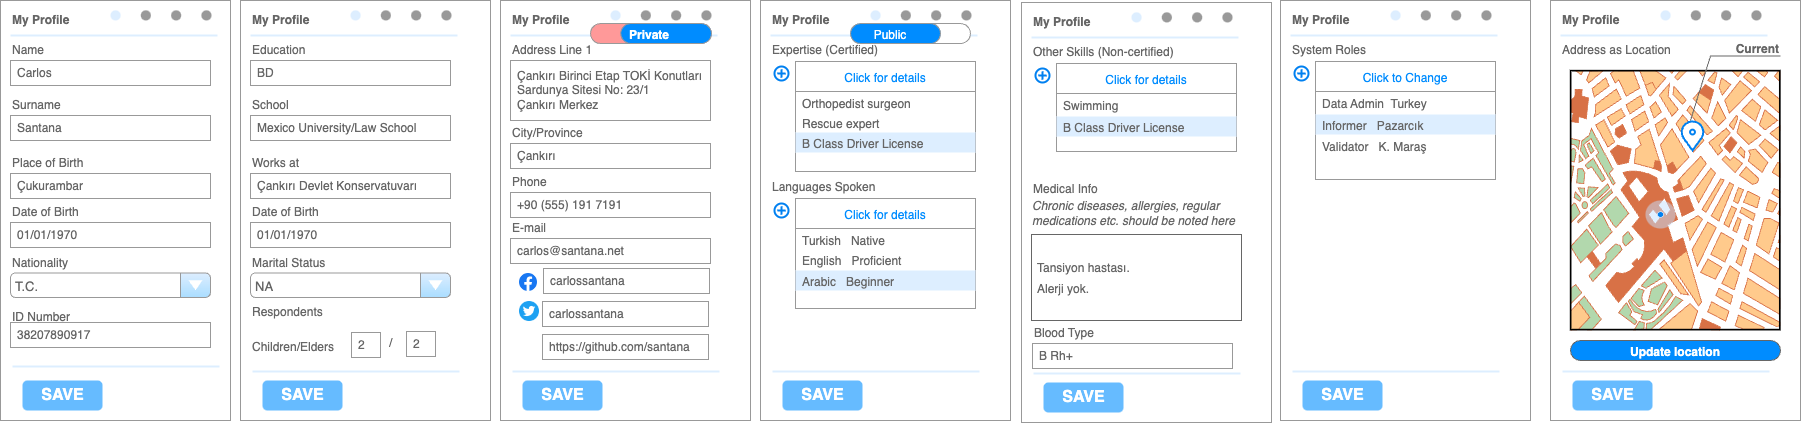 My Profile
Name
Carlos
Surname
Santana
Place of Birth
Çukurambar
Date of Birth
01/01/1970
Nationality
T.C.
ID Number
38207890917
SAVE
My Profile
Education
BD
School
Mexico University/Law School
Works at
Çankırı Devlet Konservatuvarı
Date of Birth
01/01/1970
Marital Status
NA
Respondents
Children/Elders 2 / 2
SAVE
My Profile
Private
Address Line 1
Çankırı Birinci Etap TOKİ Konutları
Sardunya Sitesi No: 23/1
Çankırı Merkez
City/Province
Çankırı
Phone
+90 (555) 191 7191
E-mail
carlos@santana.net
carlossantana
carlossantana
https://github.com/santana
SAVE
My Profile
Public
Expertise (Certified)
Click for details
Orthopedist surgeon
Rescue expert
B Class Driver License
Languages Spoken
Click for details
Turkish Native
English Proficient
Arabic Beginner
SAVE
My Profile
Other Skills (Non-certified)
Click for details
Swimming
B Class Driver License
Medical Info
Chronic diseases, allergies, regular
medications etc. should be noted here
Tansiyon hastası.
Alerji yok.
Blood Type
B Rh+
SAVE
My Profile
System Roles
Click to Change
Data Admin Turkey
Informer Pazarcık
Validator K. Maraş
SAVE
My Profile
Address as Location
Current
Update location
SAVE